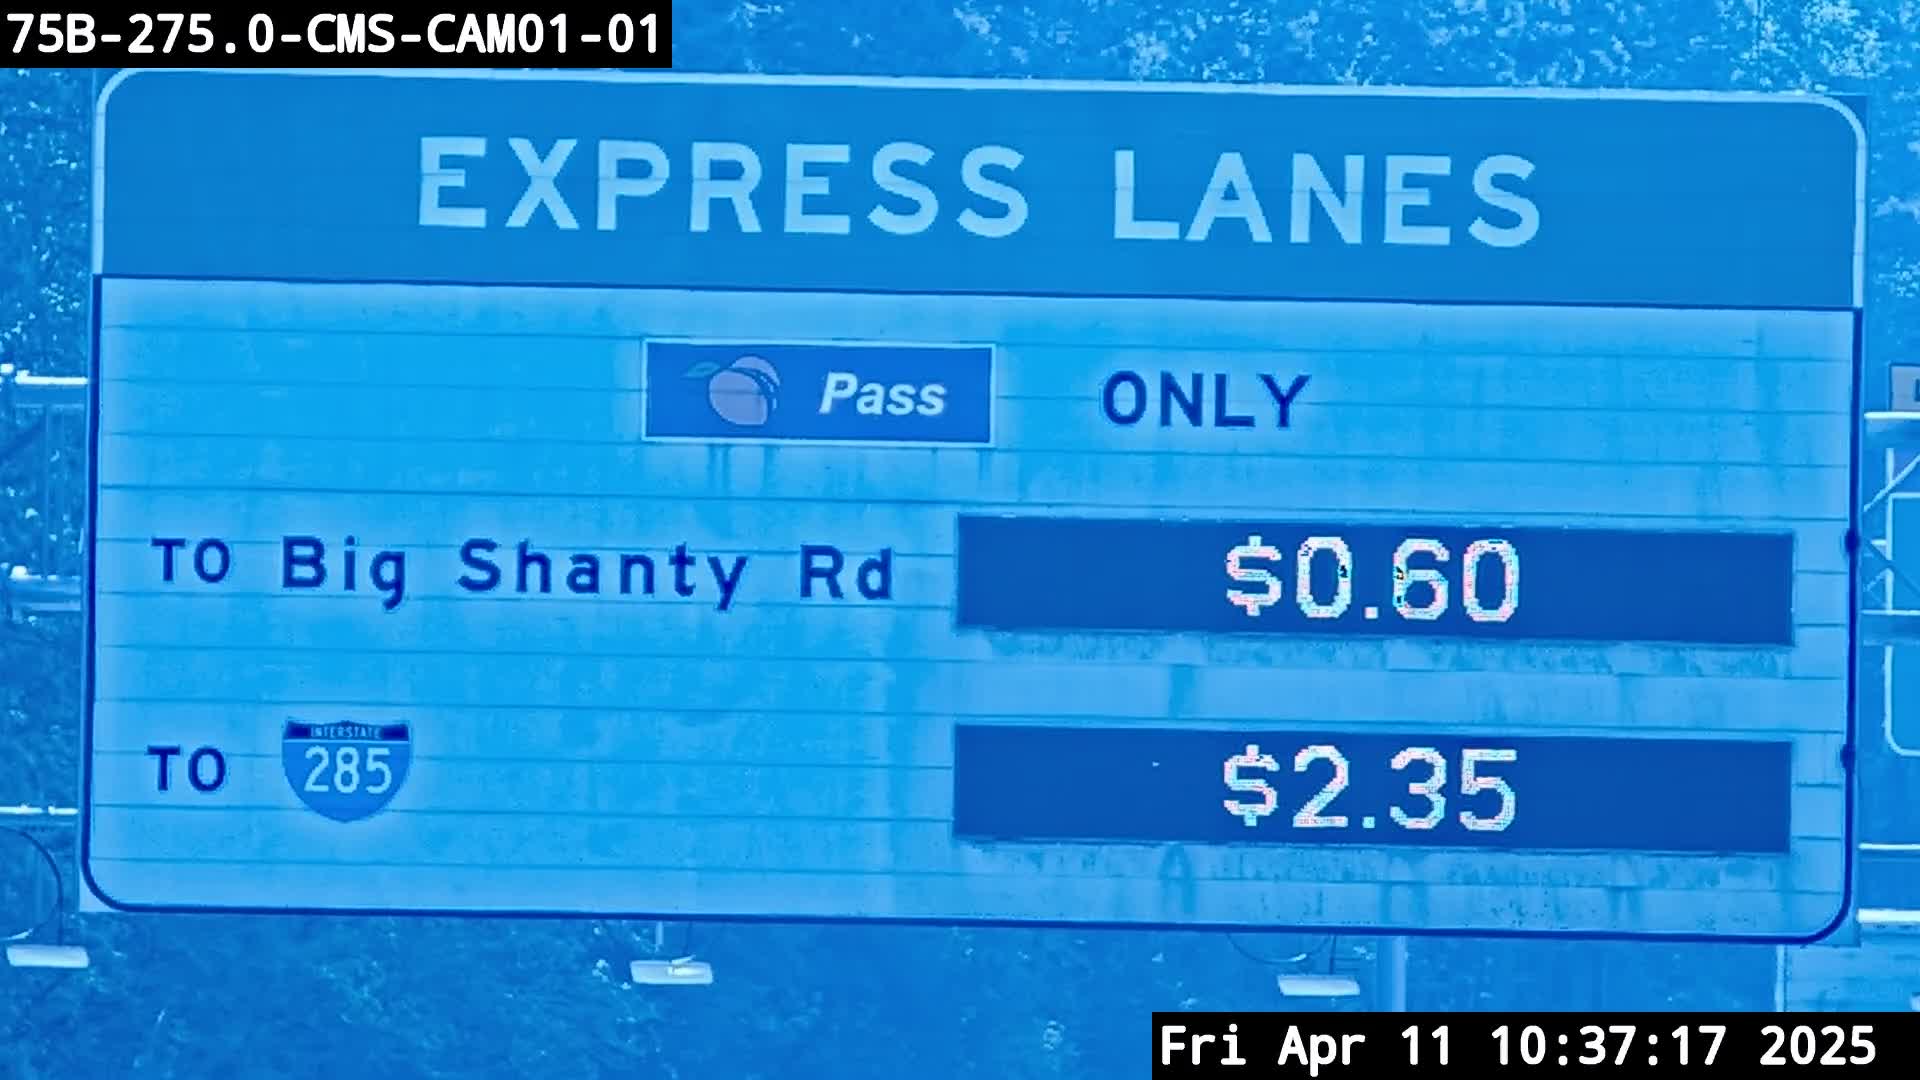 75B-275.0-CMS-CAM01-01
EXPRESS LANES
Pass ONLY
TO Big Shanty Rd $0.60
TO INTERSTATE 285 $2.35
Fri Apr 11 10:37:17 2025